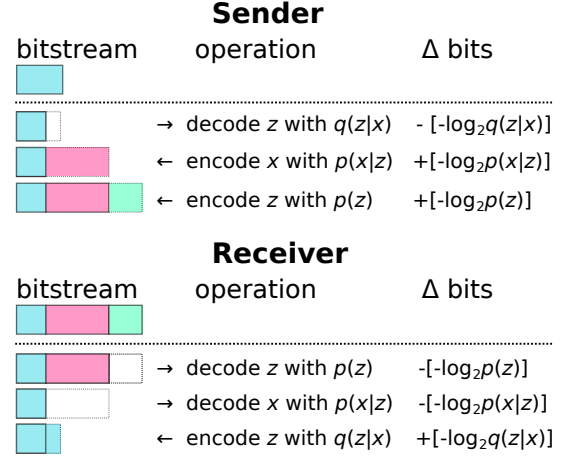 Sender
bitstream operation Δ bits
→ decode z with q(z|x) - [-log₂q(z|x)]
← encode x with p(x|z) +[-log₂p(x|z)]
← encode z with p(z) +[-log₂p(z)]
Receiver
bitstream operation Δ bits
→ decode z with p(z) -[-log₂p(z)]
→ decode x with p(x|z) -[-log₂p(x|z)]
← encode z with q(z|x) +[-log₂q(z|x)]